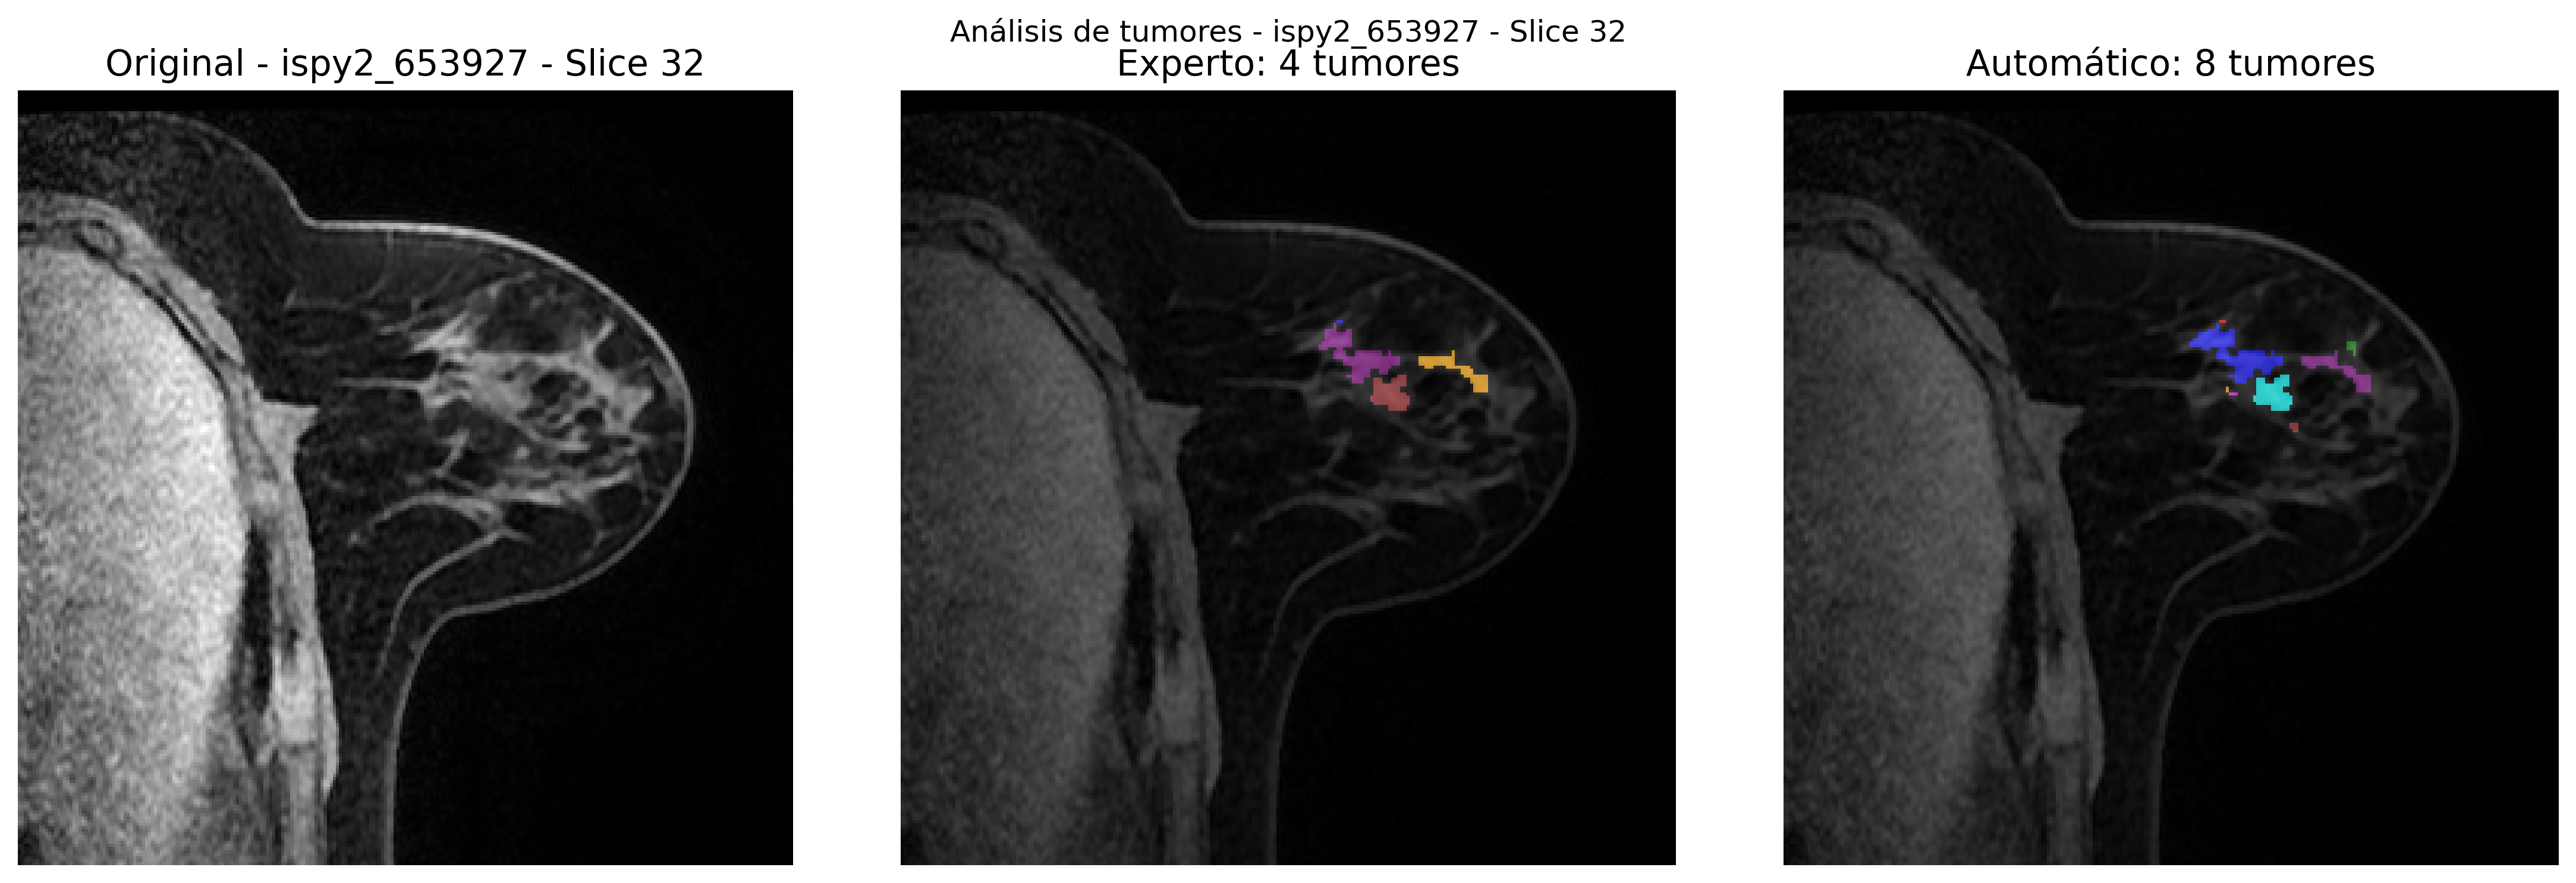 Análisis de tumores - ispy2_653927 - Slice 32
Original - ispy2_653927 - Slice 32
Experto: 4 tumores
Automático: 8 tumores